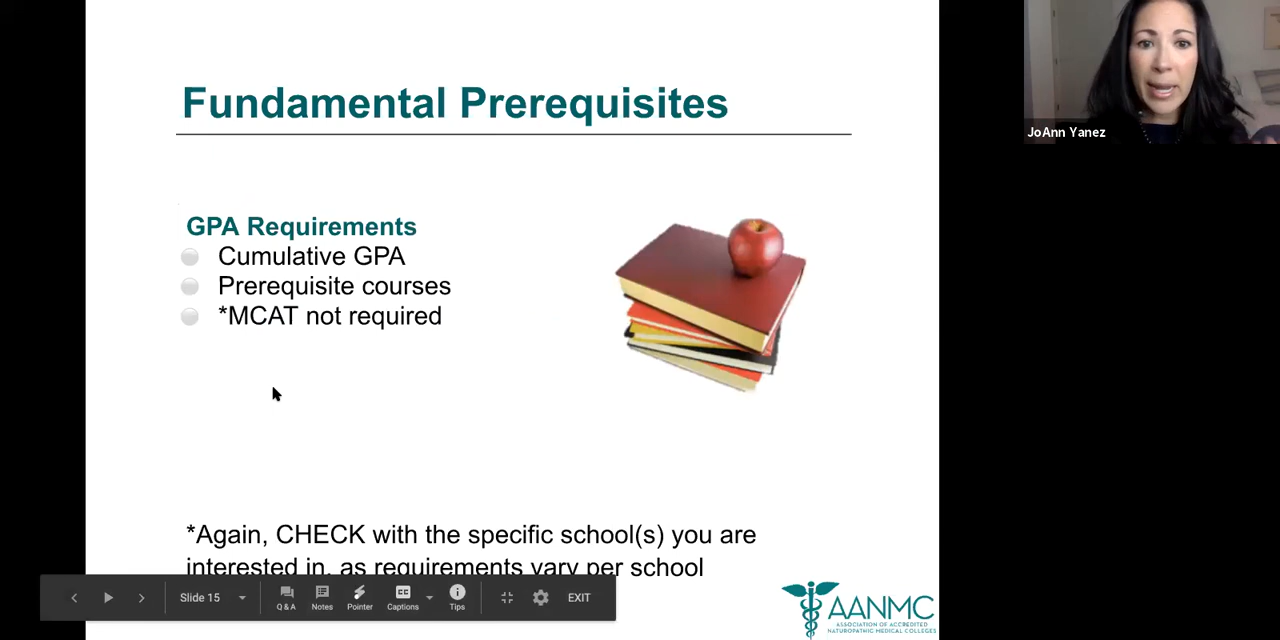 Fundamental Prerequisites
JoAnn Yanez
GPA Requirements
Cumulative GPA
Prerequisite courses
*MCAT not required
*Again, CHECK with the specific school(s) you are
interested in, as requirements vary per school
Slide 15
Q & A
Notes
Pointer
Captions
Tips
EXIT
AANMC
ASSOCIATION OF ACCREDITED
NATUROPATHIC MEDICAL COLLEGES